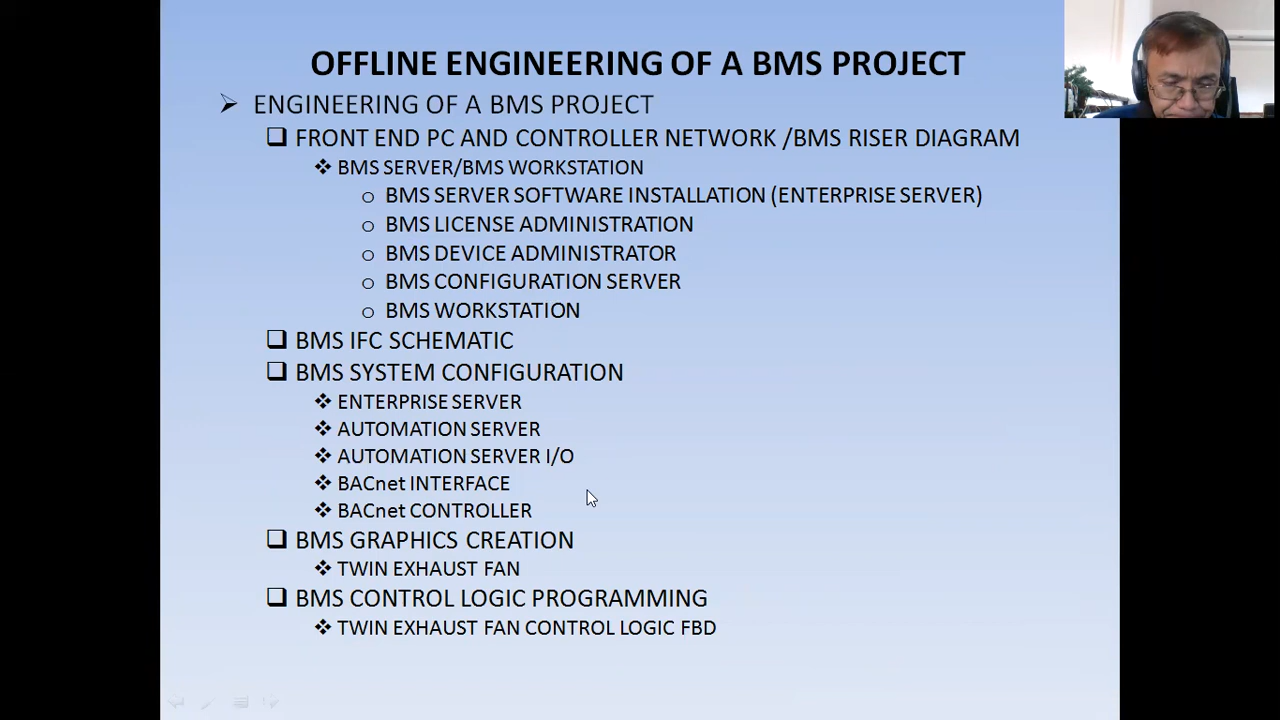 OFFLINE ENGINEERING OF A BMS PROJECT
ENGINEERING OF A BMS PROJECT
FRONT END PC AND CONTROLLER NETWORK /BMS RISER DIAGRAM
BMS SERVER/BMS WORKSTATION
BMS SERVER SOFTWARE INSTALLATION (ENTERPRISE SERVER)
BMS LICENSE ADMINISTRATION
BMS DEVICE ADMINISTRATOR
BMS CONFIGURATION SERVER
BMS WORKSTATION
BMS IFC SCHEMATIC
BMS SYSTEM CONFIGURATION
ENTERPRISE SERVER
AUTOMATION SERVER
AUTOMATION SERVER I/O
BACnet INTERFACE
BACnet CONTROLLER
BMS GRAPHICS CREATION
TWIN EXHAUST FAN
BMS CONTROL LOGIC PROGRAMMING
TWIN EXHAUST FAN CONTROL LOGIC FBD